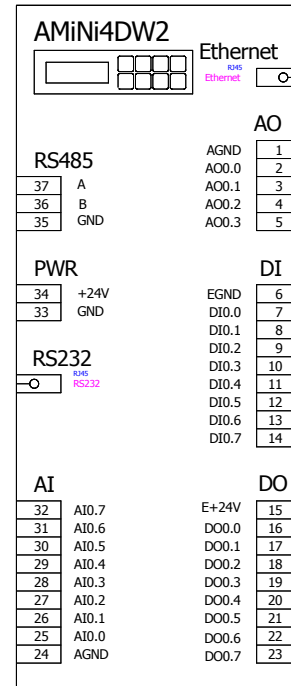 AMiNi4DW2
Ethernet
RJ45
Ethernet
AO
AGND 1
AO0.0 2
AO0.1 3
AO0.2 4
AO0.3 5
RS485
37 A
36 B
35 GND
PWR
34 +24V
33 GND
DI
EGND 6
DI0.0 7
DI0.1 8
DI0.2 9
DI0.3 10
DI0.4 11
DI0.5 12
DI0.6 13
DI0.7 14
RS232
RJ45
RS232
AI
32 AI0.7
31 AI0.6
30 AI0.5
29 AI0.4
28 AI0.3
27 AI0.2
26 AI0.1
25 AI0.0
24 AGND
DO
E+24V 15
DO0.0 16
DO0.1 17
DO0.2 18
DO0.3 19
DO0.4 20
DO0.5 21
DO0.6 22
DO0.7 23